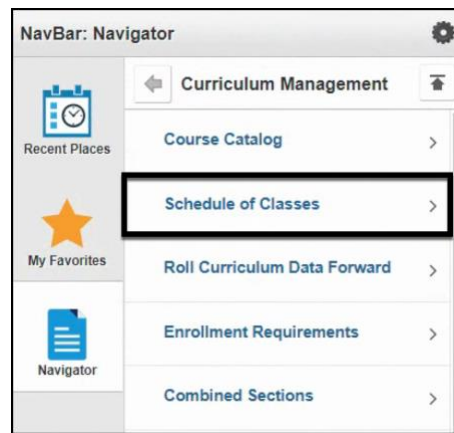 NavBar: Navigator
Curriculum Management
Recent Places
Course Catalog
Schedule of Classes
My Favorites
Roll Curriculum Data Forward
Navigator
Enrollment Requirements
Combined Sections